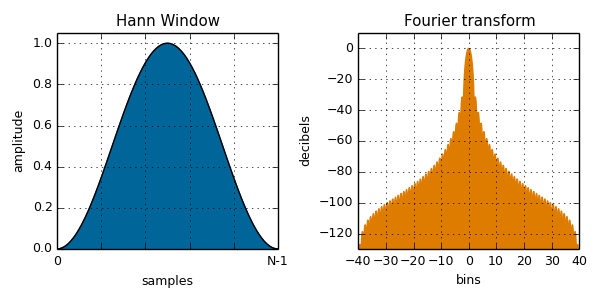 Hann Window
1.0
0.8
0.6
0.4
0.2
0.0
amplitude
0
N-1
samples
Fourier transform
0
−20
−40
−60
−80
−100
−120
decibels
−40 −30 −20 −10 0 10 20 30 40
bins